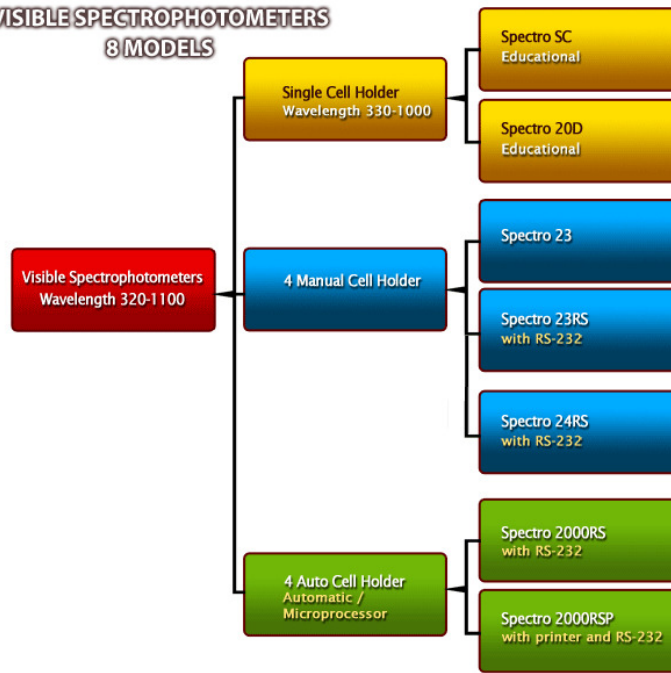 VISIBLE SPECTROPHOTOMETERS
8 MODELS
Single Cell Holder
Wavelength 330-1000
Spectro SC
Educational
Spectro 20D
Educational
Visible Spectrophotometers
Wavelength 320-1100
4 Manual Cell Holder
Spectro 23
Spectro 23RS
with RS-232
Spectro 24RS
with RS-232
4 Auto Cell Holder
Automatic /
Microprocessor
Spectro 2000RS
with RS-232
Spectro 2000RSP
with printer and RS-232